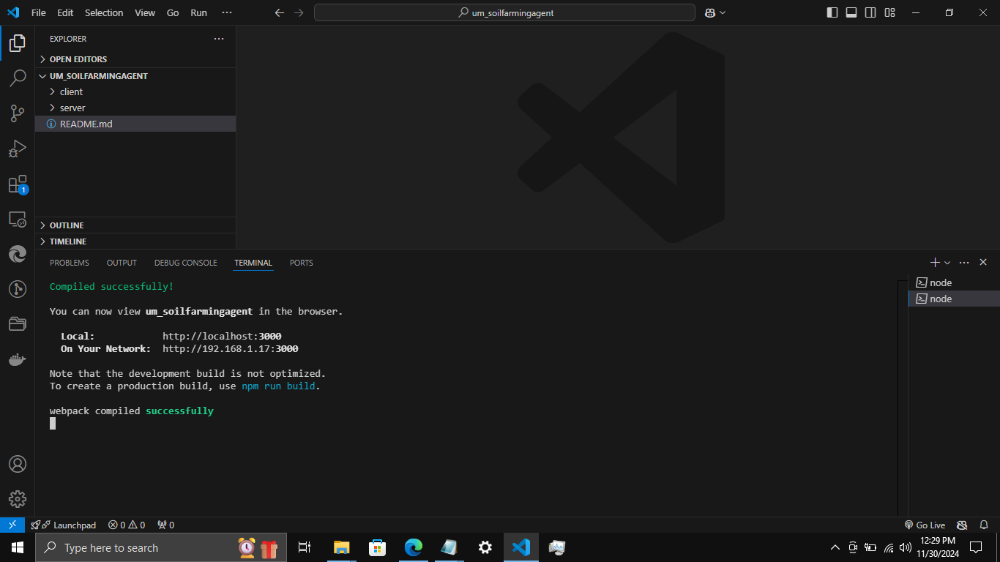 File Edit Selection View Go Run ···
um_soilfarmingagent
EXPLORER ···
OPEN EDITORS
UM_SOILFARMINGAGENT
client
server
README.md
1
OUTLINE
TIMELINE
PROBLEMS OUTPUT DEBUG CONSOLE TERMINAL PORTS
Compiled successfully!
You can now view um_soilfarmingagent in the browser.
Local: http://localhost:3000
On Your Network: http://192.168.1.17:3000
Note that the development build is not optimized.
To create a production build, use npm run build.
webpack compiled successfully
node
node
Launchpad 0 0 0
Go Live
Type here to search
12:29 PM
11/30/2024